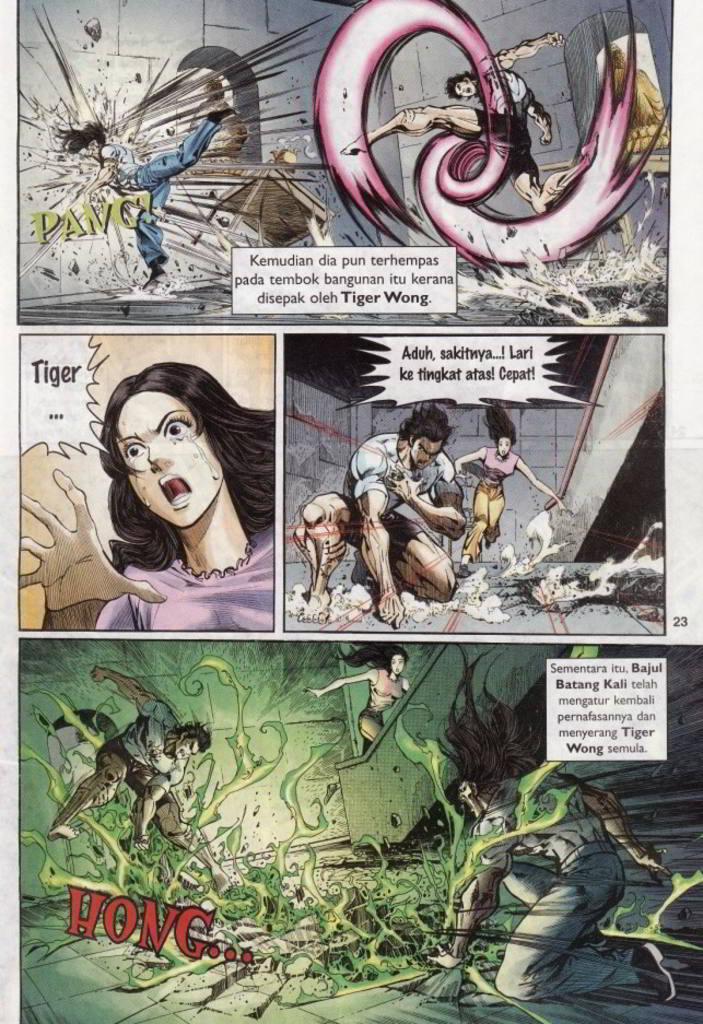 PANG!
Kemudian dia pun terhempas
pada tembok bangunan itu kerana
disepak oleh Tiger Wong.
Tiger
...
Aduh, sakitnya...! Lari
ke tingkat atas! Cepat!
23
Sementara itu, Bajul
Batang Kali telah
mengatur kembali
pernafasannya dan
menyerang Tiger
Wong semula.
HONG...